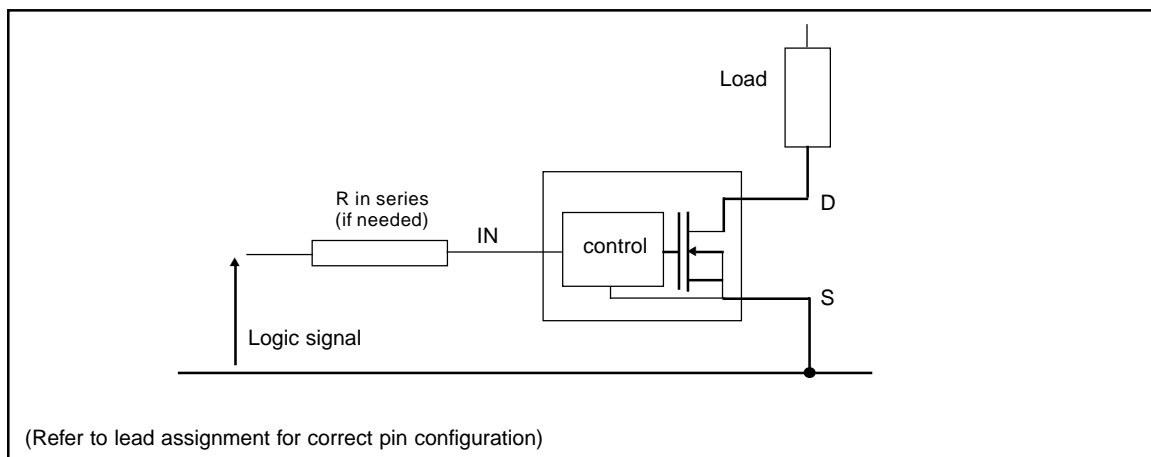 Load
R in series
(if needed)
IN
D
control
S
Logic signal
(Refer to lead assignment for correct pin configuration)